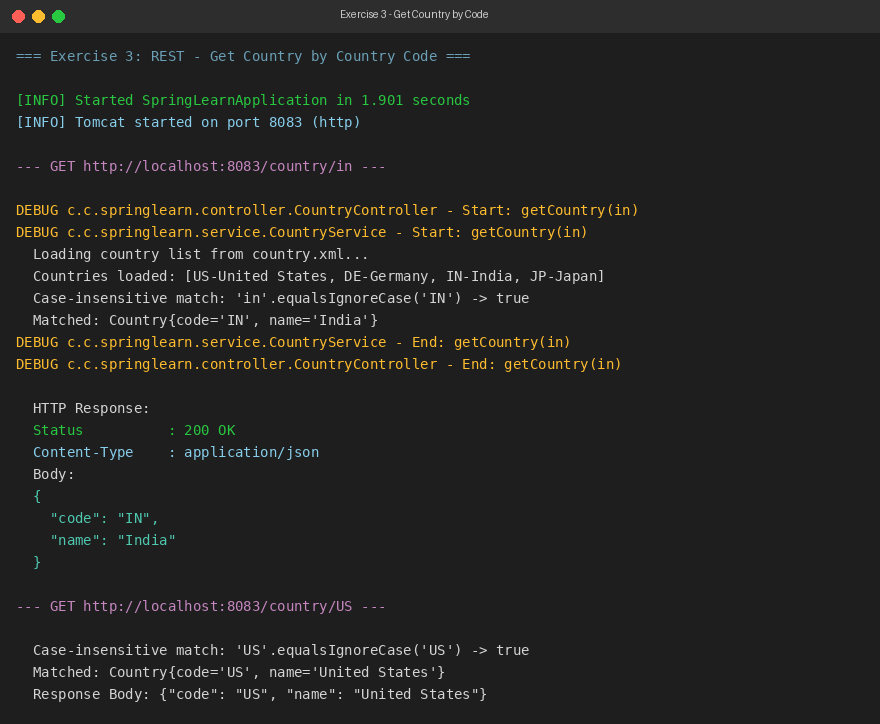 Exercise 3 - Get Country by Code
=== Exercise 3: REST - Get Country by Country Code ===
[INFO] Started SpringLearnApplication in 1.901 seconds
[INFO] Tomcat started on port 8083 (http)
--- GET http://localhost:8083/country/in ---
DEBUG c.c.springlearn.controller.CountryController - Start: getCountry(in)
DEBUG c.c.springlearn.service.CountryService - Start: getCountry(in)
  Loading country list from country.xml...
  Countries loaded: [US-United States, DE-Germany, IN-India, JP-Japan]
  Case-insensitive match: 'in'.equalsIgnoreCase('IN') -> true
  Matched: Country{code='IN', name='India'}
DEBUG c.c.springlearn.service.CountryService - End: getCountry(in)
DEBUG c.c.springlearn.controller.CountryController - End: getCountry(in)
  HTTP Response:
  Status          : 200 OK
  Content-Type    : application/json
  Body:
  {
    "code": "IN",
    "name": "India"
  }
--- GET http://localhost:8083/country/US ---
  Case-insensitive match: 'US'.equalsIgnoreCase('US') -> true
  Matched: Country{code='US', name='United States'}
  Response Body: {"code": "US", "name": "United States"}